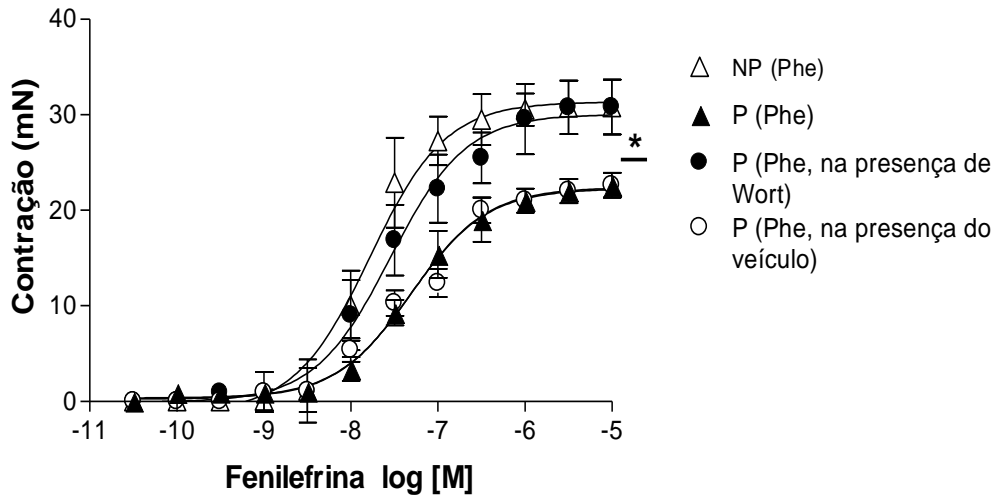 40
30
20
10
0
Contração (mN)
*
-11 -10 -9 -8 -7 -6 -5
Fenilefrina log [M]
NP (Phe)
P (Phe)
P (Phe, na presença de
Wort)
P (Phe, na presença do
veículo)